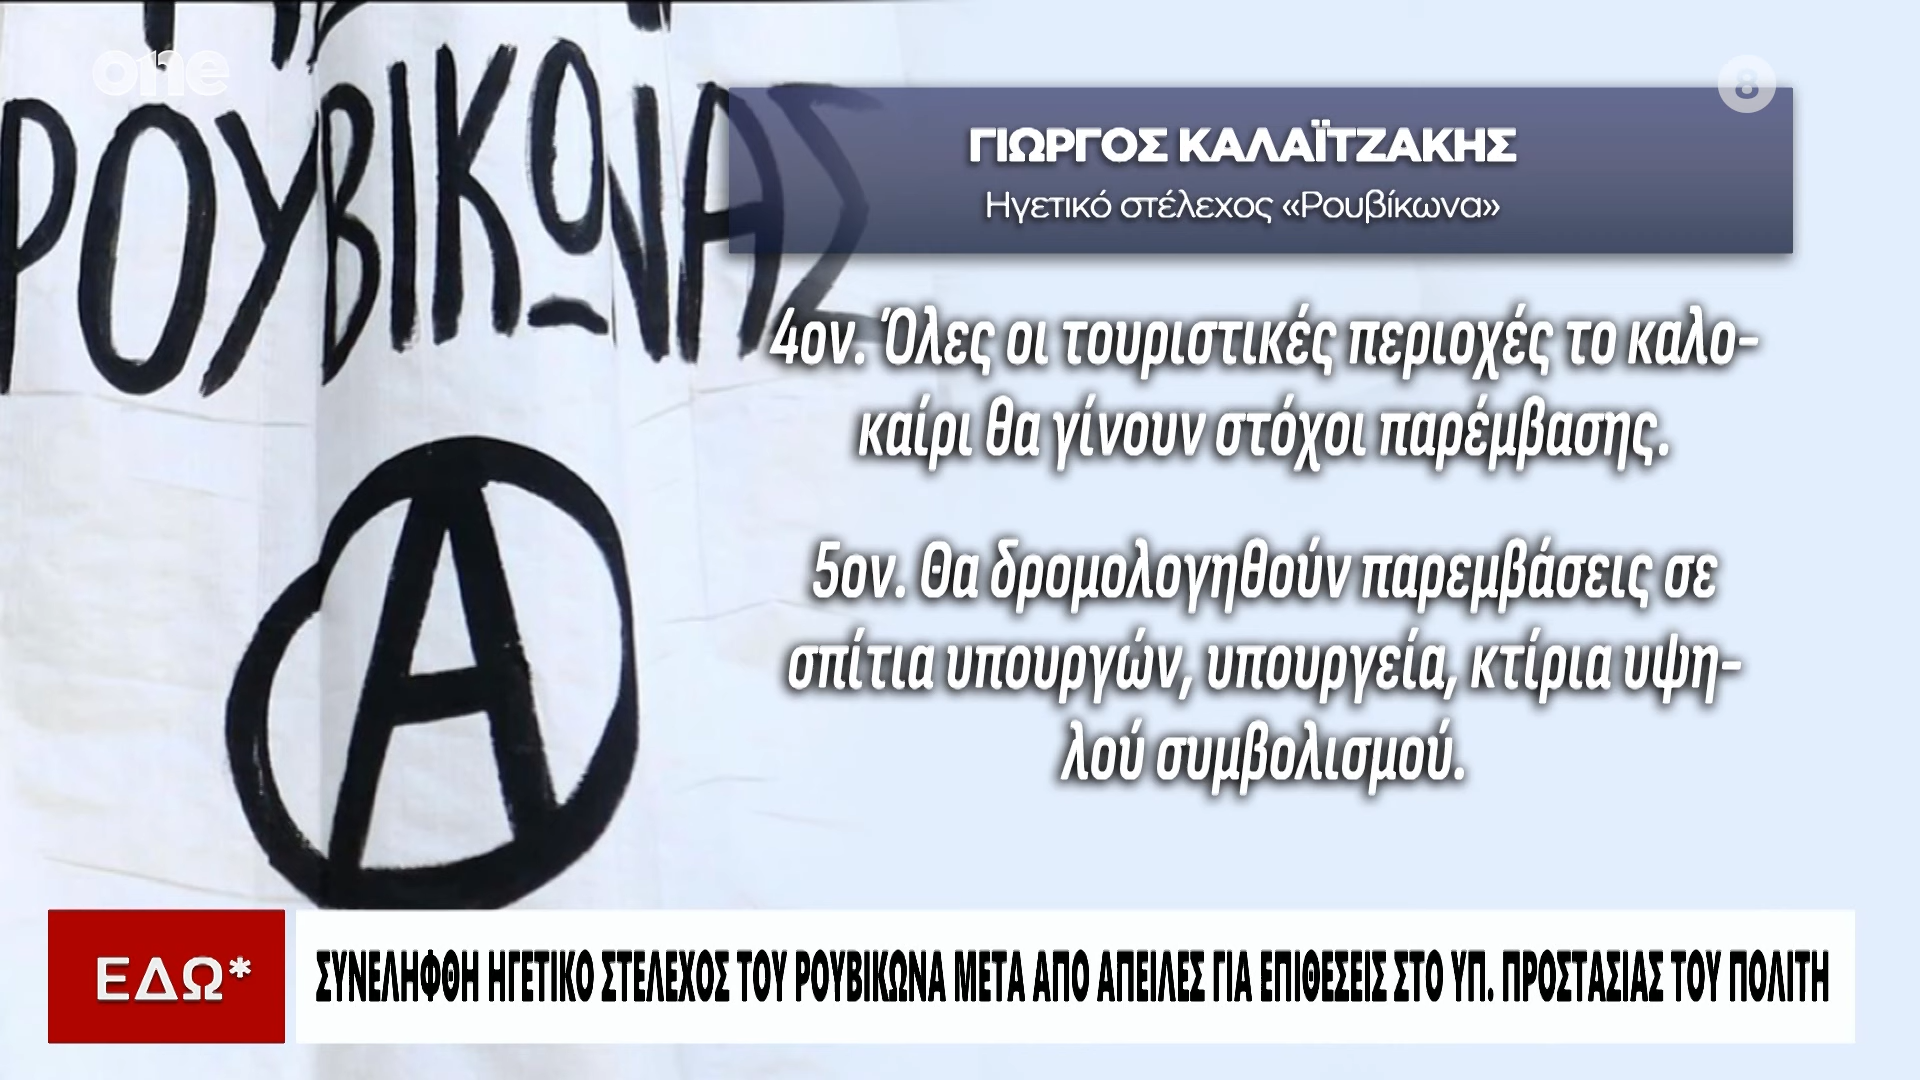 one
8
ΡΟΥΒΙΚΩΝΑΣ
ΓΙΩΡΓΟΣ ΚΑΛΑΪΤΖΑΚΗΣ
Ηγετικό στέλεχος «Ρουβίκωνα»
4ον. Όλες οι τουριστικές περιοχές το καλο-
καίρι θα γίνουν στόχοι παρέμβασης.
5ον. Θα δρομολογηθούν παρεμβάσεις σε
σπίτια υπουργών, υπουργεία, κτίρια υψη-
λού συμβολισμού.
Α
ΕΔΩ*
ΣΥΝΕΛΗΦΘΗ ΗΓΕΤΙΚΟ ΣΤΕΛΕΧΟΣ ΤΟΥ ΡΟΥΒΙΚΩΝΑ ΜΕΤΑ ΑΠΟ ΑΠΕΙΛΕΣ ΓΙΑ ΕΠΙΘΕΣΕΙΣ ΣΤΟ ΥΠ. ΠΡΟΣΤΑΣΙΑΣ ΤΟΥ ΠΟΛΙΤΗ